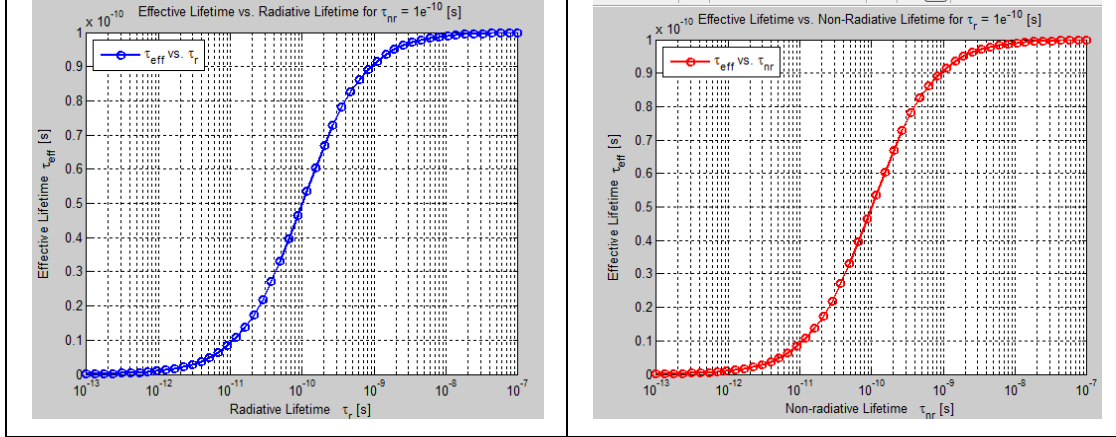 x 10^-10 Effective Lifetime vs. Radiative Lifetime for τnr = 1e^-10 [s]
τeff vs. τr
1
0.9
0.8
0.7
0.6
0.5
0.4
0.3
0.2
0.1
0
Effective Lifetime τeff [s]
10^-13 10^-12 10^-11 10^-10 10^-9 10^-8 10^-7
Radiative Lifetime τr [s]
x 10^-10 Effective Lifetime vs. Non-Radiative Lifetime for τr = 1e^-10 [s]
τeff vs. τnr
1
0.9
0.8
0.7
0.6
0.5
0.4
0.3
0.2
0.1
0
Effective Lifetime τeff [s]
10^-13 10^-12 10^-11 10^-10 10^-9 10^-8 10^-7
Non-radiative Lifetime τnr [s]